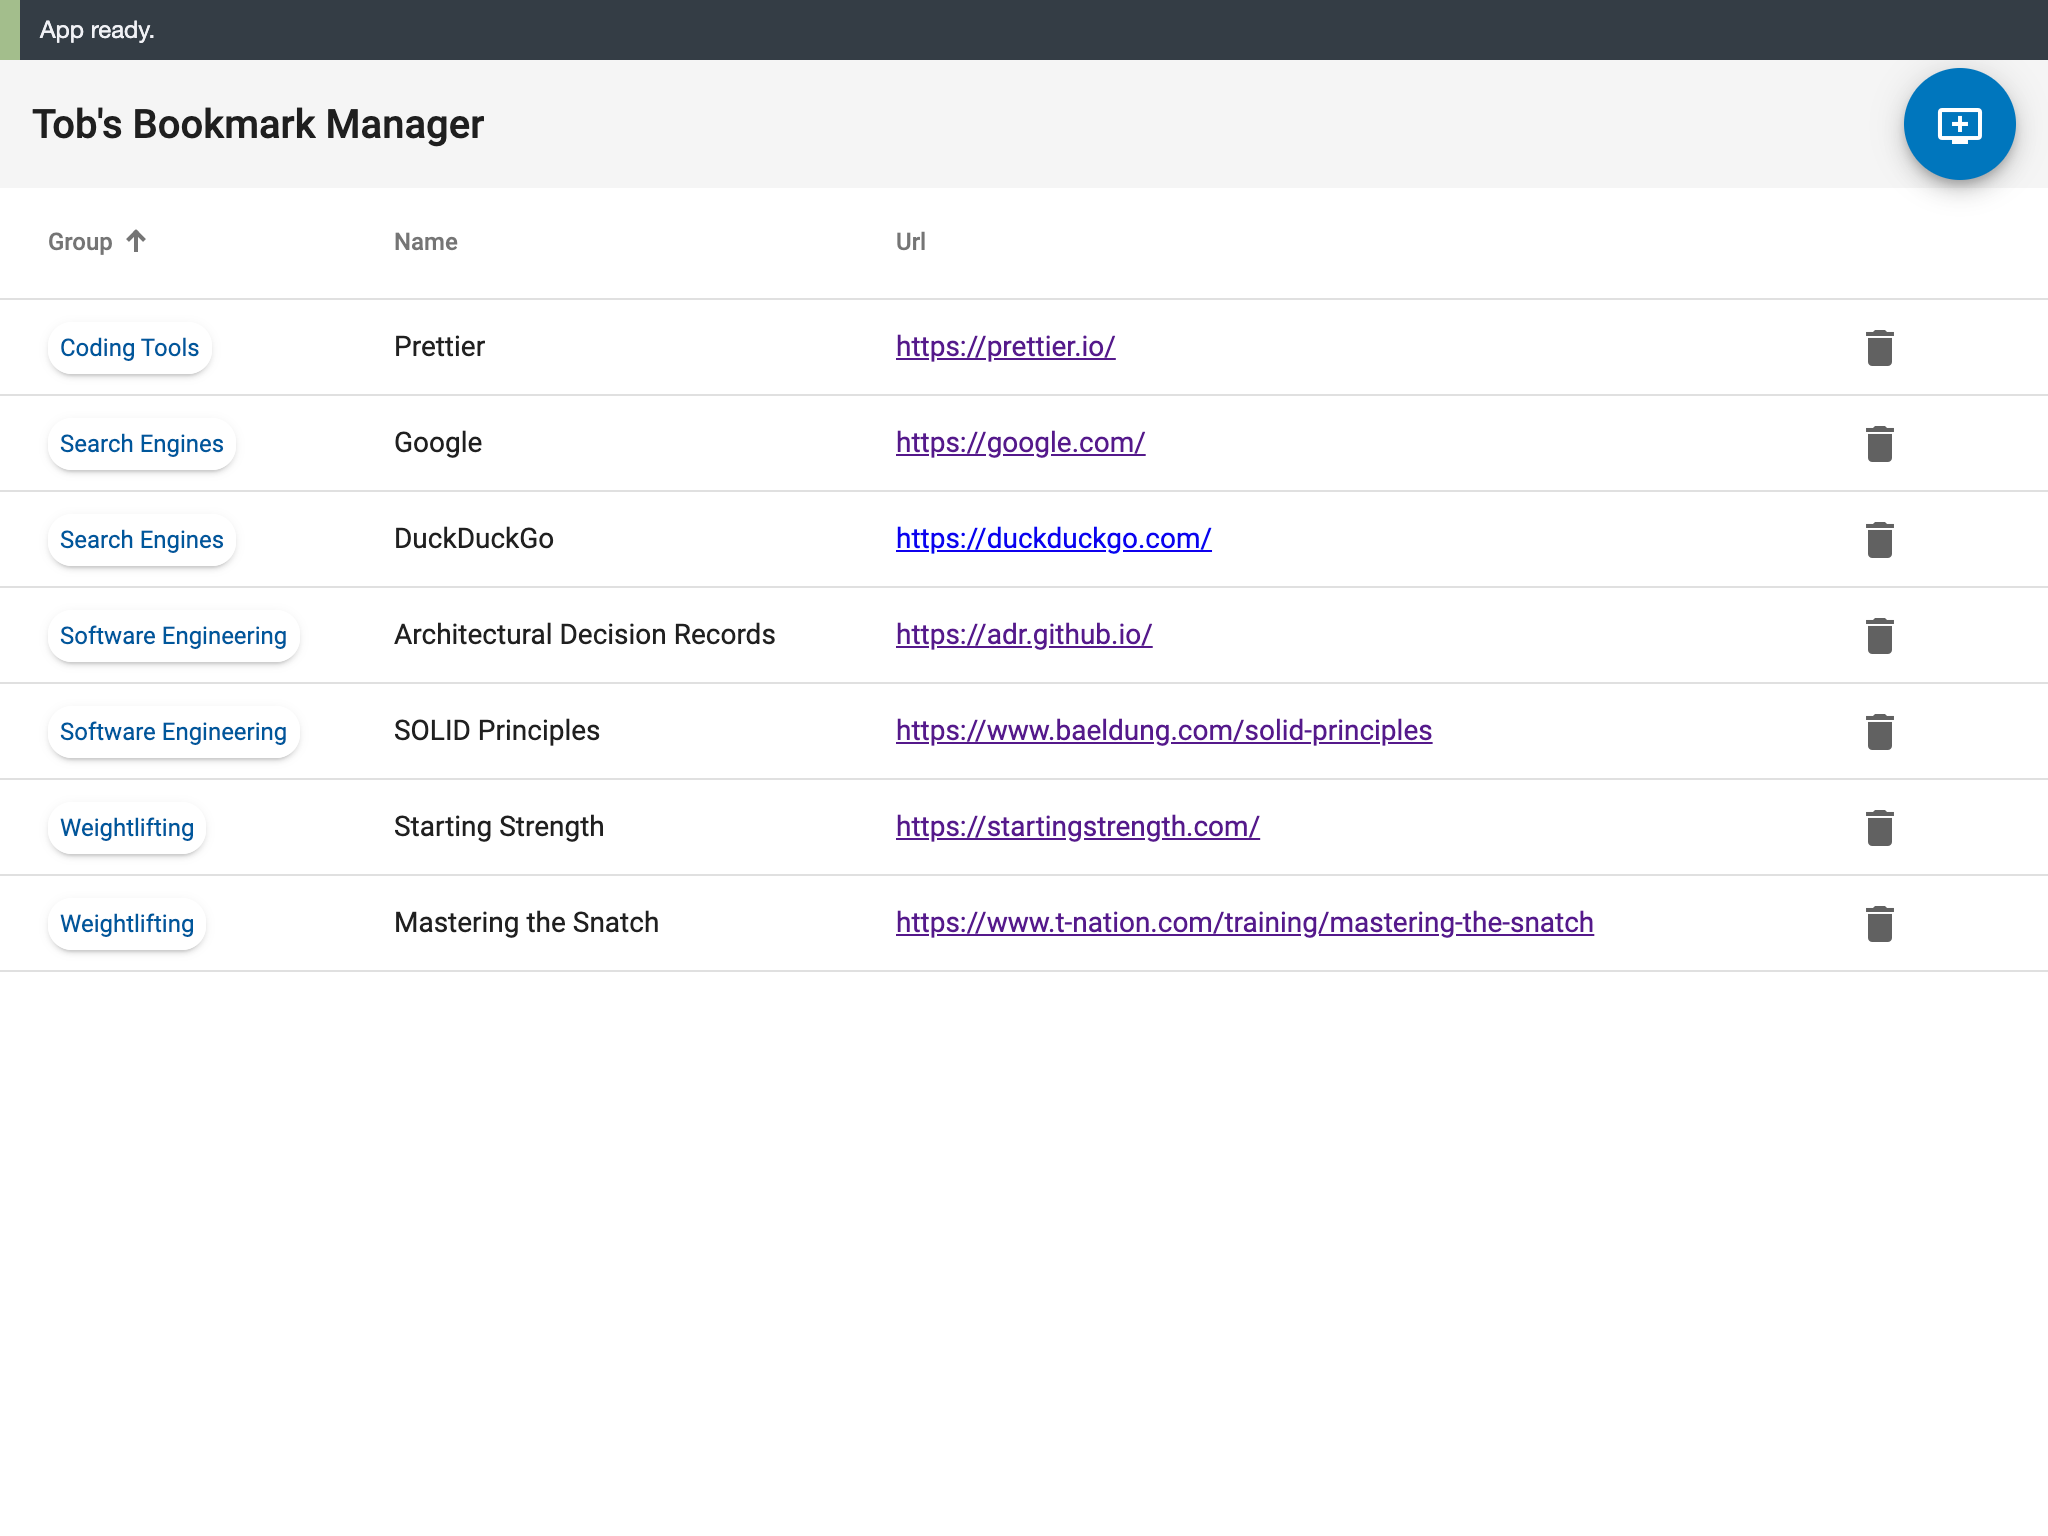 App ready.
Tob's Bookmark Manager
Group Name Url
Coding Tools Prettier https://prettier.io/
Search Engines Google https://google.com/
Search Engines DuckDuckGo https://duckduckgo.com/
Software Engineering Architectural Decision Records https://adr.github.io/
Software Engineering SOLID Principles https://www.baeldung.com/solid-principles
Weightlifting Starting Strength https://startingstrength.com/
Weightlifting Mastering the Snatch https://www.t-nation.com/training/mastering-the-snatch